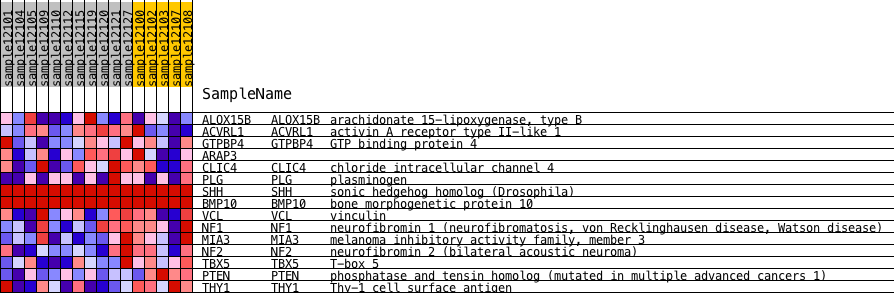 sample12101
sample12104
sample12105
sample12109
sample12110
sample12112
sample12115
sample12119
sample12120
sample12121
sample12127
sample12100
sample12102
sample12103
sample12107
sample12108
SampleName
ALOX15B ALOX15B arachidonate 15-lipoxygenase, type B
ACVRL1 ACVRL1 activin A receptor type II-like 1
GTPBP4 GTPBP4 GTP binding protein 4
ARAP3
CLIC4 CLIC4 chloride intracellular channel 4
PLG PLG plasminogen
SHH SHH sonic hedgehog homolog (Drosophila)
BMP10 BMP10 bone morphogenetic protein 10
VCL VCL vinculin
NF1 NF1 neurofibromin 1 (neurofibromatosis, von Recklinghausen disease, Watson disease)
MIA3 MIA3 melanoma inhibitory activity family, member 3
NF2 NF2 neurofibromin 2 (bilateral acoustic neuroma)
TBX5 TBX5 T-box 5
PTEN PTEN phosphatase and tensin homolog (mutated in multiple advanced cancers 1)
THY1 THY1 Thy-1 cell surface antigen